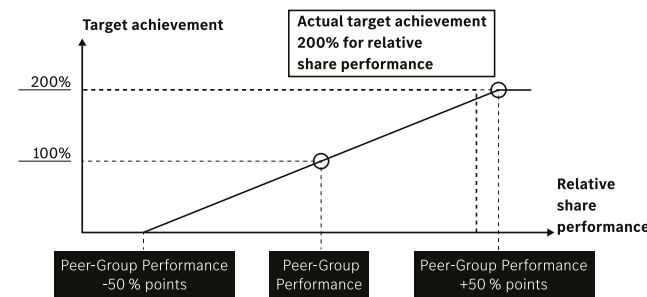 Target achievement
Actual target achievement
200% for relative
share performance
200%
100%
Relative
share
performance
Peer-Group Performance
-50 % points
Peer-Group
Performance
Peer-Group Performance
+50 % points